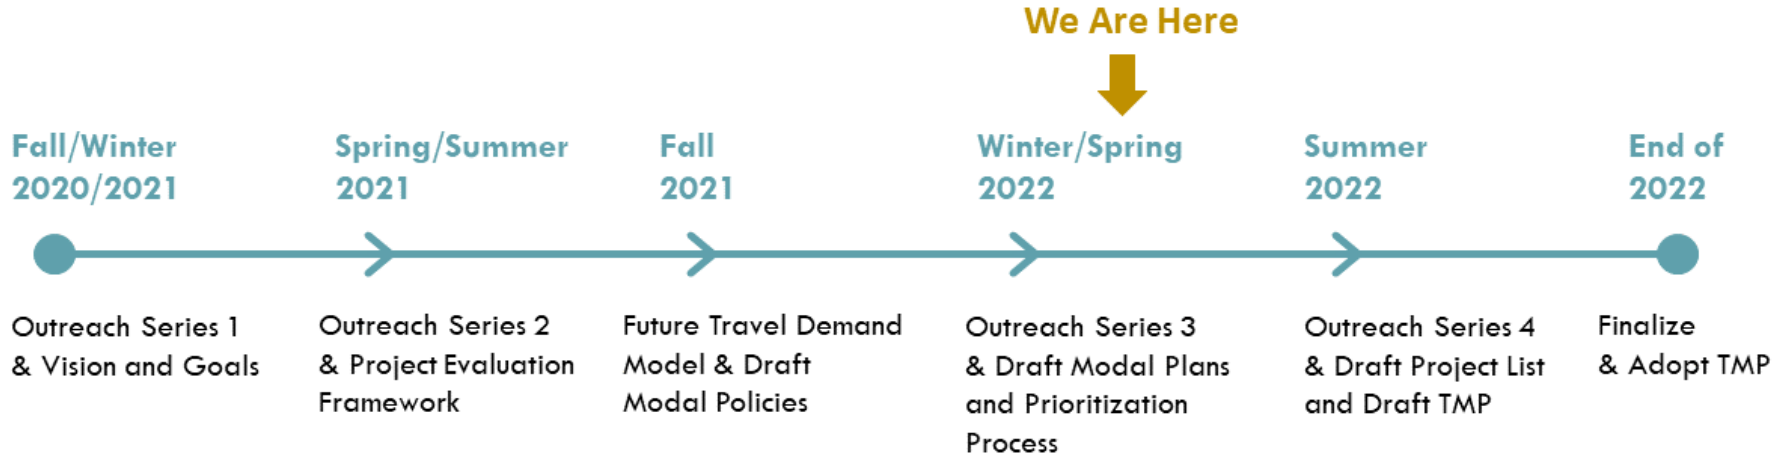 We Are Here
Fall/Winter
2020/2021
Spring/Summer
2021
Fall
2021
Winter/Spring
2022
Summer
2022
End of
2022
Outreach Series 1
& Vision and Goals
Outreach Series 2
& Project Evaluation
Framework
Future Travel Demand
Model & Draft
Modal Policies
Outreach Series 3
& Draft Modal Plans
and Prioritization
Process
Outreach Series 4
& Draft Project List
and Draft TMP
Finalize
& Adopt TMP